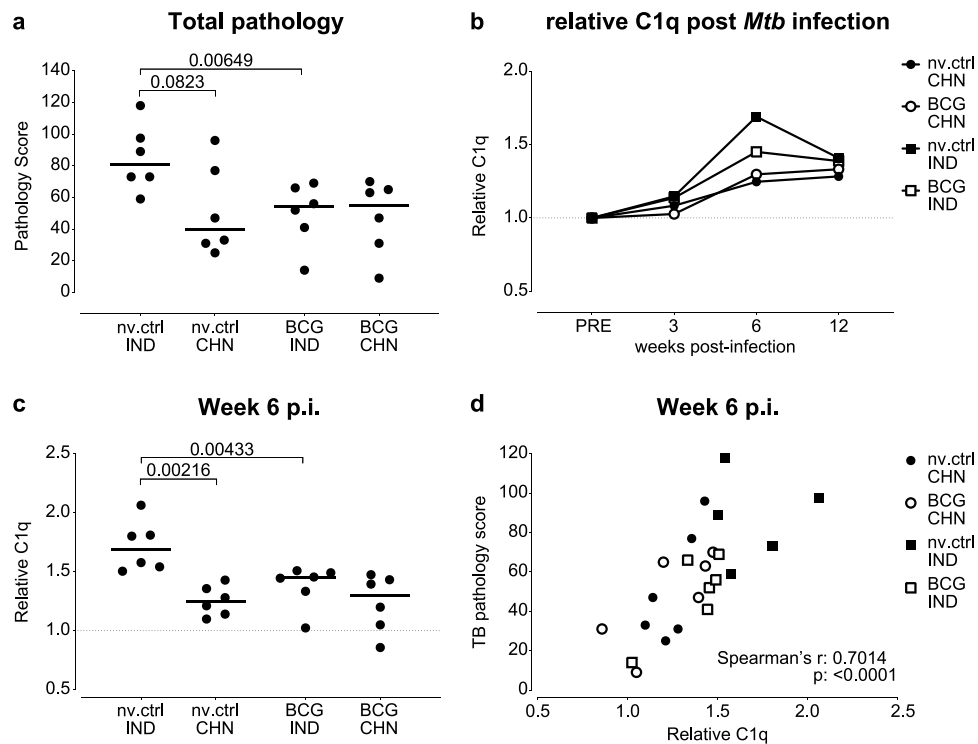 a
Total pathology
0.00649
0.0823
Pathology Score
140
120
100
80
60
40
20
0
nv.ctrl
IND
nv.ctrl
CHN
BCG
IND
BCG
CHN
b
relative C1q post Mtb infection
Relative C1q
2.0
1.5
1.0
0.5
PRE
3
6
12
weeks post-infection
nv.ctrl
CHN
BCG
CHN
nv.ctrl
IND
BCG
IND
c
Week 6 p.i.
0.00433
0.00216
Relative C1q
2.5
2.0
1.5
1.0
0.5
nv.ctrl
IND
nv.ctrl
CHN
BCG
IND
BCG
CHN
d
Week 6 p.i.
TB pathology score
120
100
80
60
40
20
0
Spearman's r: 0.7014
p: <0.0001
0.5
1.0
1.5
2.0
2.5
Relative C1q
nv.ctrl
CHN
BCG
CHN
nv.ctrl
IND
BCG
IND